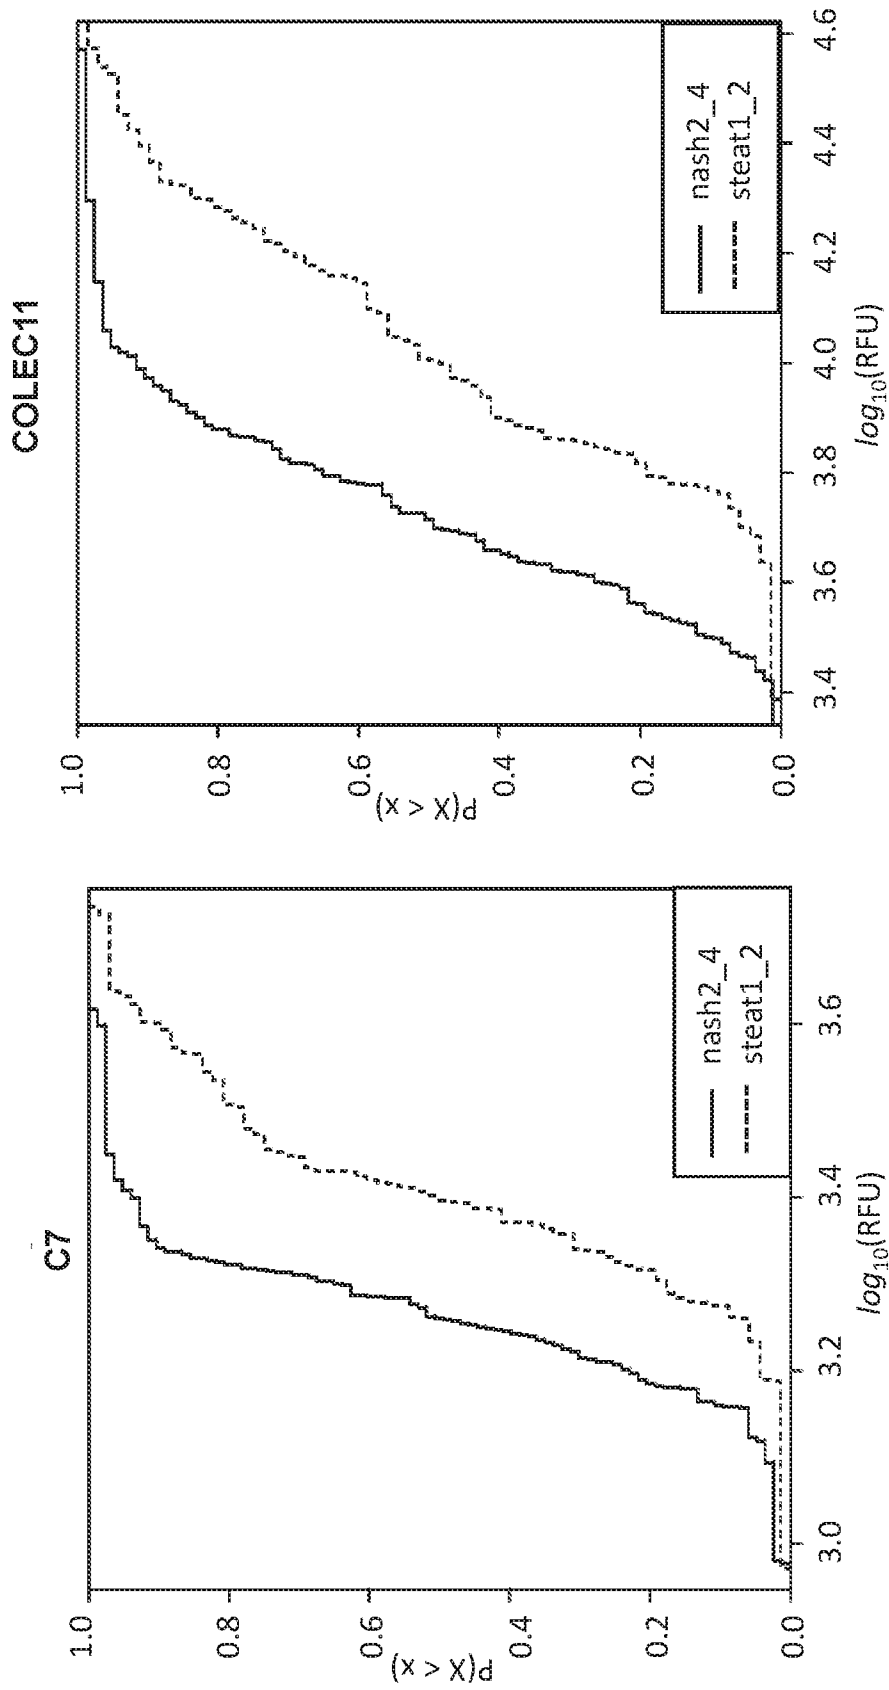 C7
P(X < x)
1.0
0.8
0.6
0.4
0.2
0.0
3.0
3.2
3.4
3.6
log10(RFU)
nash2_4
steat1_2
COLEC11
P(X < x)
1.0
0.8
0.6
0.4
0.2
0.0
3.4
3.6
3.8
4.0
4.2
4.4
4.6
log10(RFU)
nash2_4
steat1_2